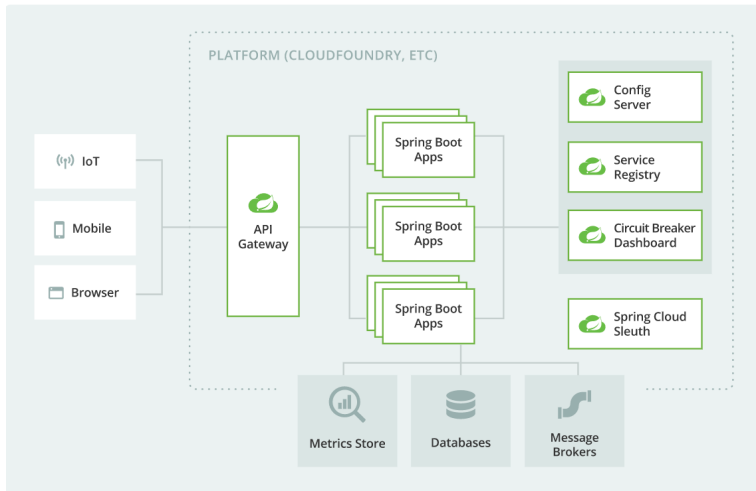 PLATFORM (CLOUDFOUNDRY, ETC)
IoT
Mobile
Browser
API
Gateway
Spring Boot
Apps
Spring Boot
Apps
Spring Boot
Apps
Config
Server
Service
Registry
Circuit Breaker
Dashboard
Spring Cloud
Sleuth
Metrics Store
Databases
Message
Brokers